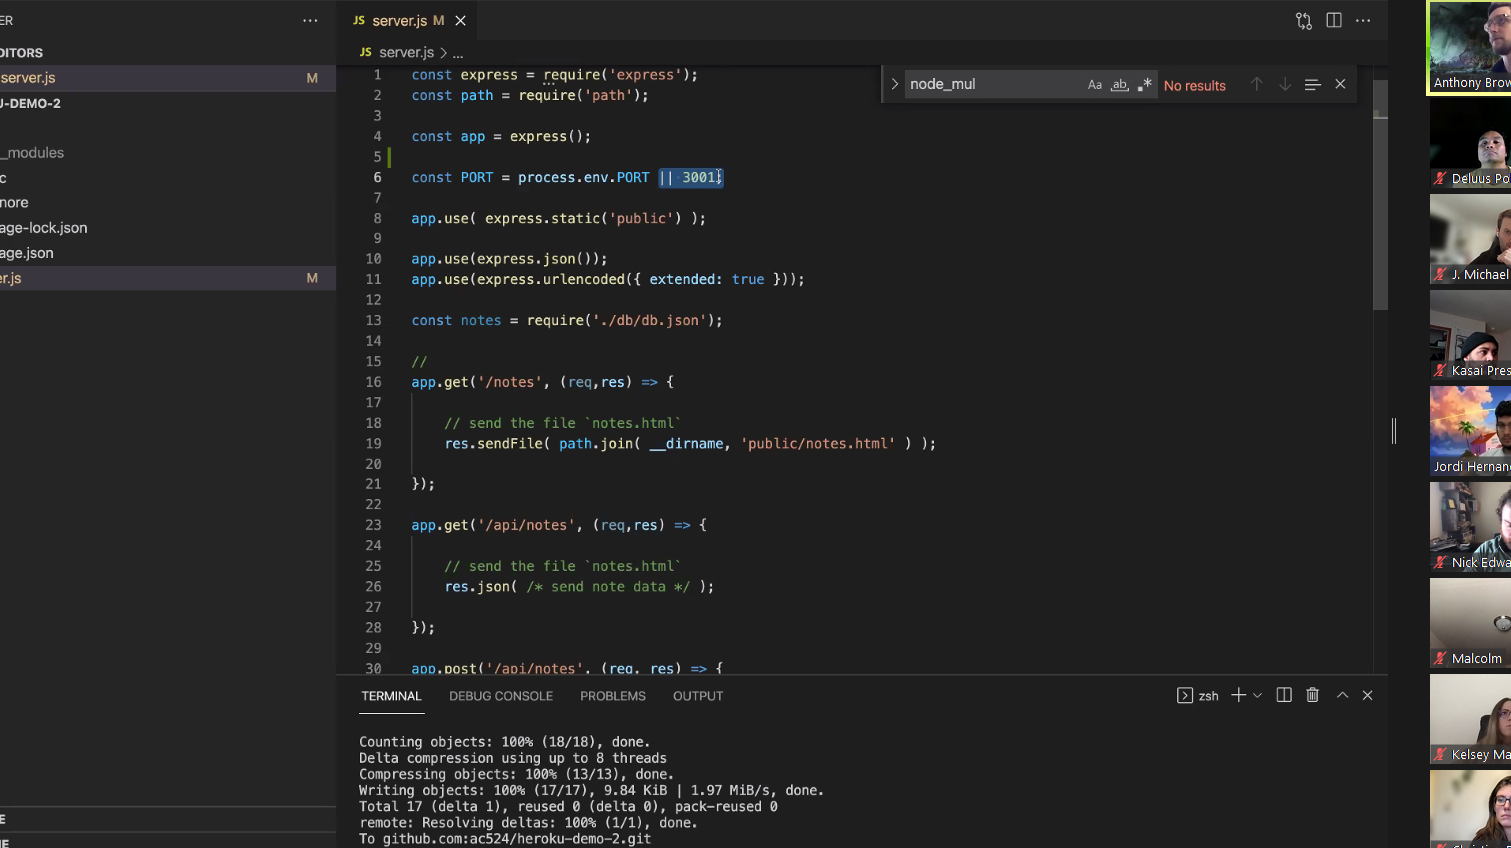 ER
...
JS server.js M
DITORS
server.js M
U-DEMO-2
_modules
c
nore
age-lock.json
age.json
er.js M
E
JS server.js > ...
node_mul
Aa ab .*
No results
1 const express = require('express');
2 const path = require('path');
3
4 const app = express();
5
6 const PORT = process.env.PORT || 3001;
7
8 app.use( express.static('public') );
9
10 app.use(express.json());
11 app.use(express.urlencoded({ extended: true }));
12
13 const notes = require('./db/db.json');
14
15 //
16 app.get('/notes', (req,res) => {
17
18 // send the file `notes.html`
19 res.sendFile( path.join( __dirname, 'public/notes.html' ) );
20
21 });
22
23 app.get('/api/notes', (req,res) => {
24
25 // send the file `notes.html`
26 res.json( /* send note data */ );
27
28 });
29
30 app.post('/api/notes', (req, res) => {
TERMINAL DEBUG CONSOLE PROBLEMS OUTPUT
zsh
Counting objects: 100% (18/18), done.
Delta compression using up to 8 threads
Compressing objects: 100% (13/13), done.
Writing objects: 100% (17/17), 9.84 KiB | 1.97 MiB/s, done.
Total 17 (delta 1), reused 0 (delta 0), pack-reused 0
remote: Resolving deltas: 100% (1/1), done.
To github.com:ac524/heroku-demo-2.git
Anthony Brow
Deluus Po
J. Michael
Kasai Pres
Jordi Hernan
Nick Edwa
Malcolm
Kelsey Ma